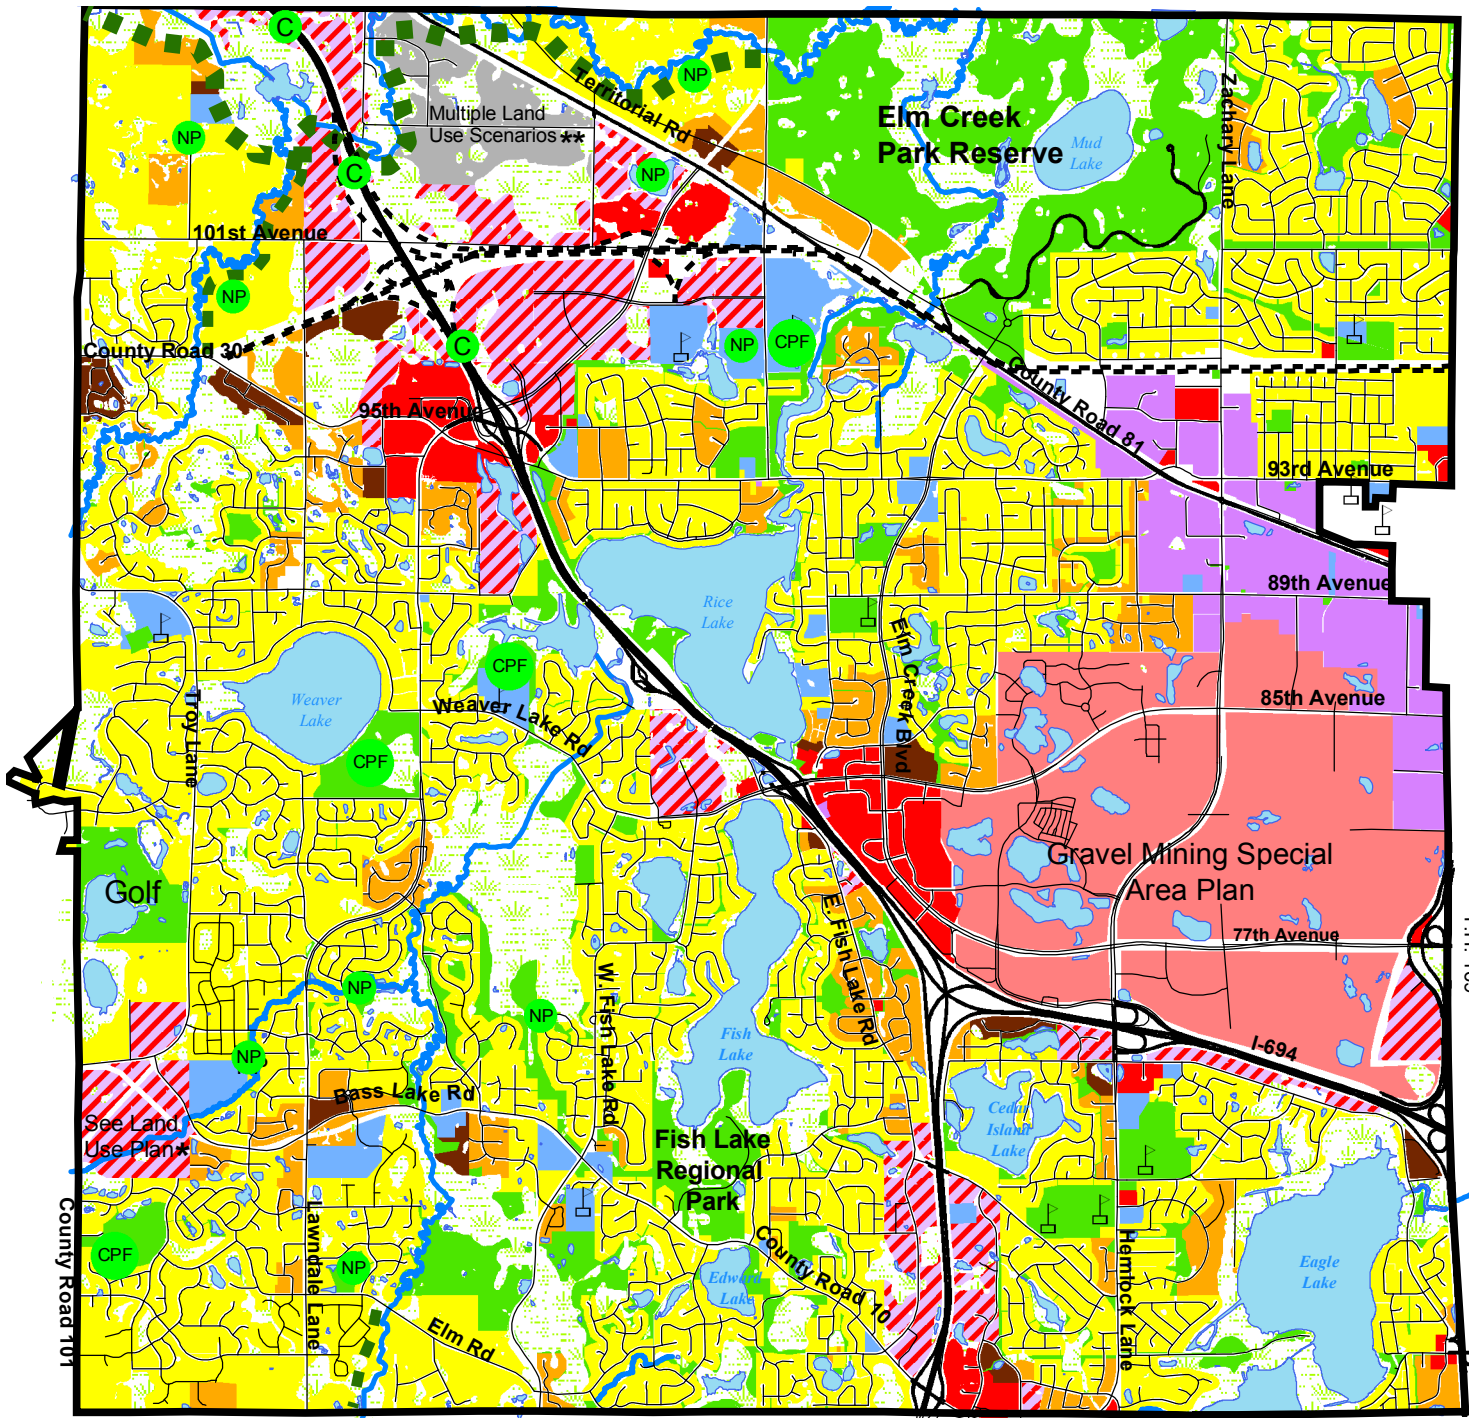 C
NP
Multiple Land
Use Scenarios **
Territorial Rd
Elm Creek
Park Reserve
Mud
Lake
Zachary Lane
NP
C
NP
101st Avenue
NP
County Road 30
C
NP
CPF
County Road 81
95th Avenue
93rd Avenue
89th Avenue
Rice
Lake
Elm Creek Blvd
CPF
Weaver
Lake
Troy Lane
Weaver Lake Rd
85th Avenue
CPF
Gravel Mining Special
Area Plan
Golf
E. Fish Lake Rd
77th Avenue
NP
NP
W. Fish Lake Rd
Fish
Lake
I-694
NP
Bass Lake Rd
Cedar
Island
Lake
See Land
Use Plan*
Fish Lake
Regional
Park
County Road 101
CPF
Lawndale Lane
NP
Elm Rd
Edward
Lake
County Road 10
Hemlock Lane
Eagle
Lake